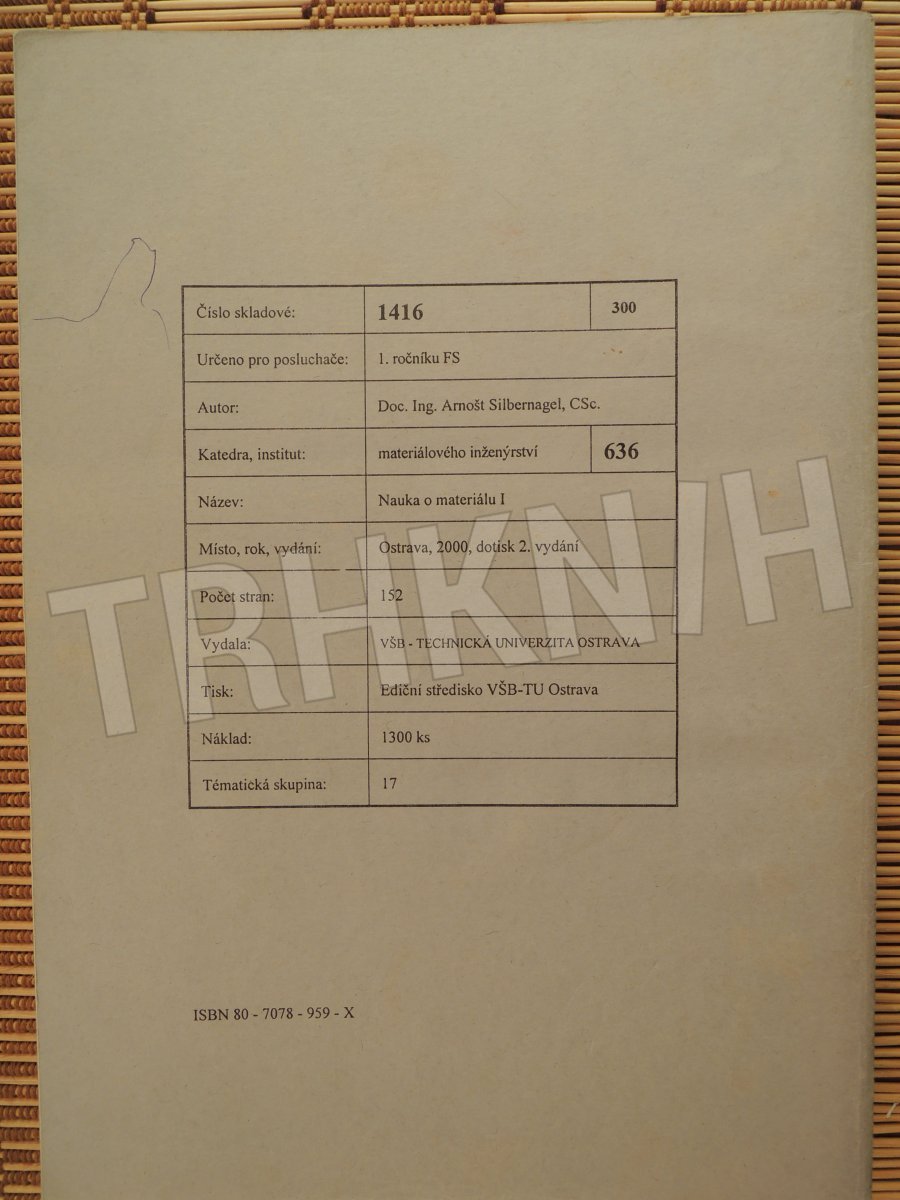 Číslo skladové: 1416 300
Určeno pro posluchače: 1. ročníku FS
Autor: Doc. Ing. Arnošt Silbernagel, CSc.
Katedra, institut: materiálového inženýrství 636
Název: Nauka o materiálu I
Místo, rok, vydání: Ostrava, 2000, dotisk 2. vydání
Počet stran: 152
Vydala: VŠB - TECHNICKÁ UNIVERZITA OSTRAVA
Tisk: Ediční středisko VŠB-TU Ostrava
Náklad: 1300 ks
Tématická skupina: 17
TRHKNIH
ISBN 80 - 7078 - 959 - X